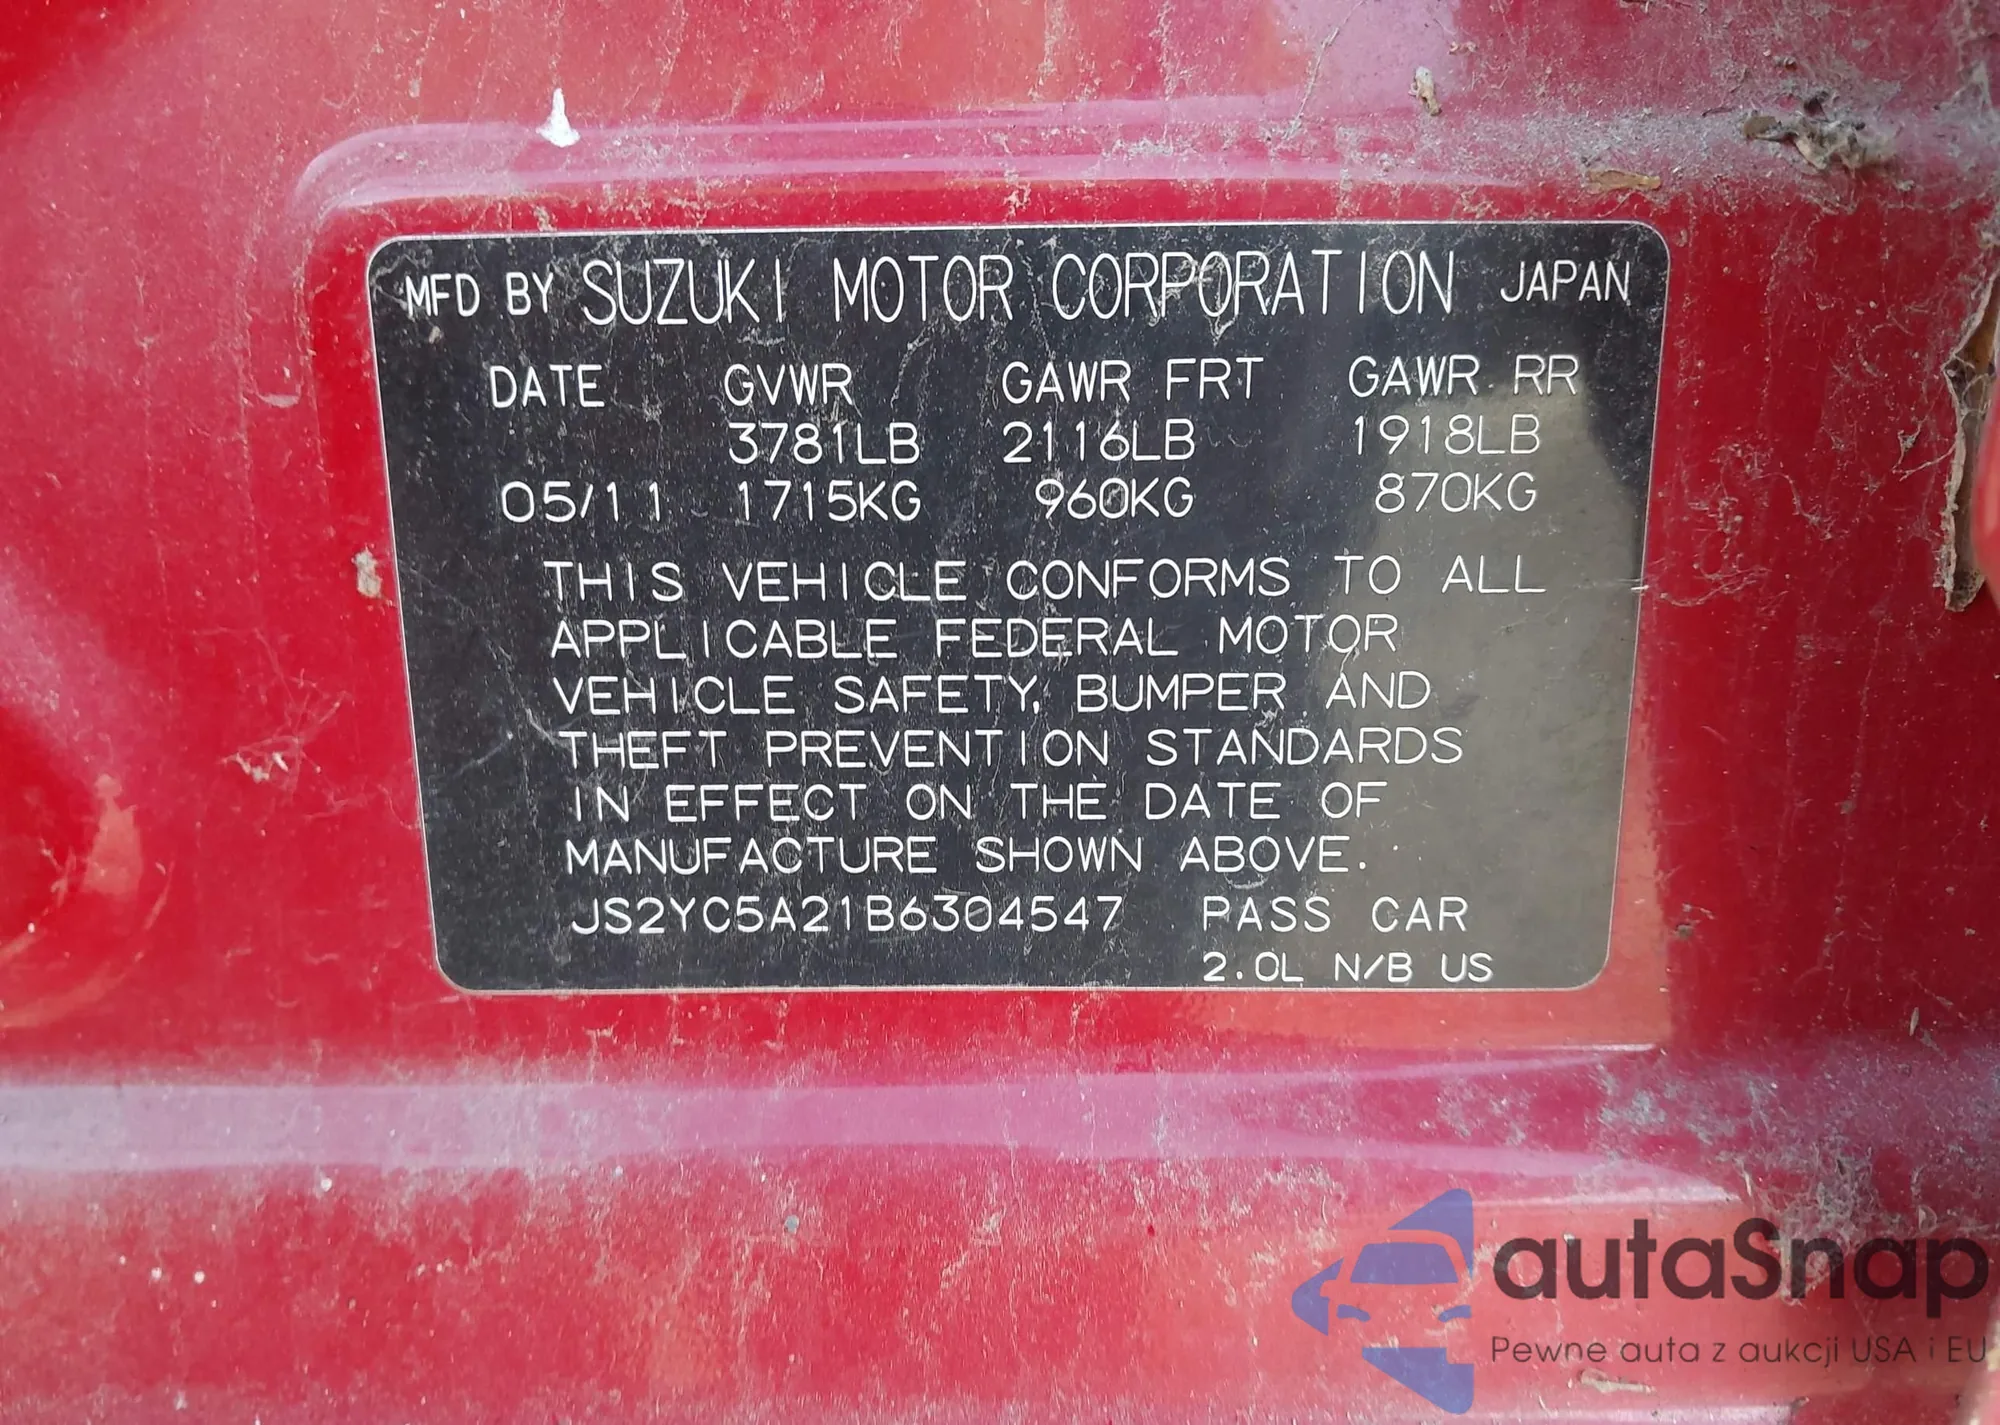 MFD BY SUZUKI MOTOR CORPORATION JAPAN
DATE GVWR GAWR FRT GAWR RR
3781LB 2116LB 1918LB
05/11 1715KG 960KG 870KG
THIS VEHICLE CONFORMS TO ALL
APPLICABLE FEDERAL MOTOR
VEHICLE SAFETY, BUMPER AND
THEFT PREVENTION STANDARDS
IN EFFECT ON THE DATE OF
MANUFACTURE SHOWN ABOVE.
JS2YC5A21B6304547 PASS CAR
2.0L N/B US
autaSnap
Pewne auta z aukcji USA i EU